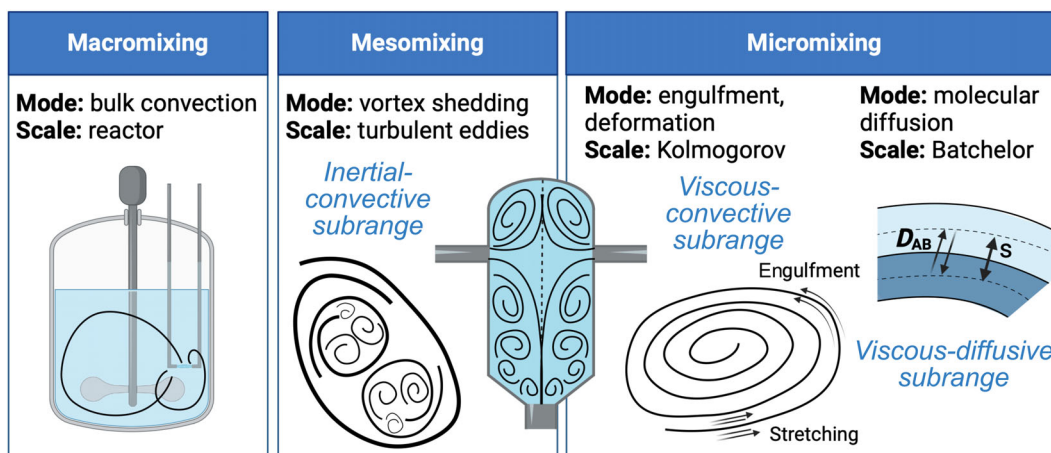 Macromixing
Mode: bulk convection
Scale: reactor
Mesomixing
Mode: vortex shedding
Scale: turbulent eddies
Inertial-
convective
subrange
Micromixing
Mode: engulfment,
deformation
Scale: Kolmogorov
Viscous-
convective
subrange
Engulfment
Stretching
Mode: molecular
diffusion
Scale: Batchelor
DAB
S
Viscous-diffusive
subrange